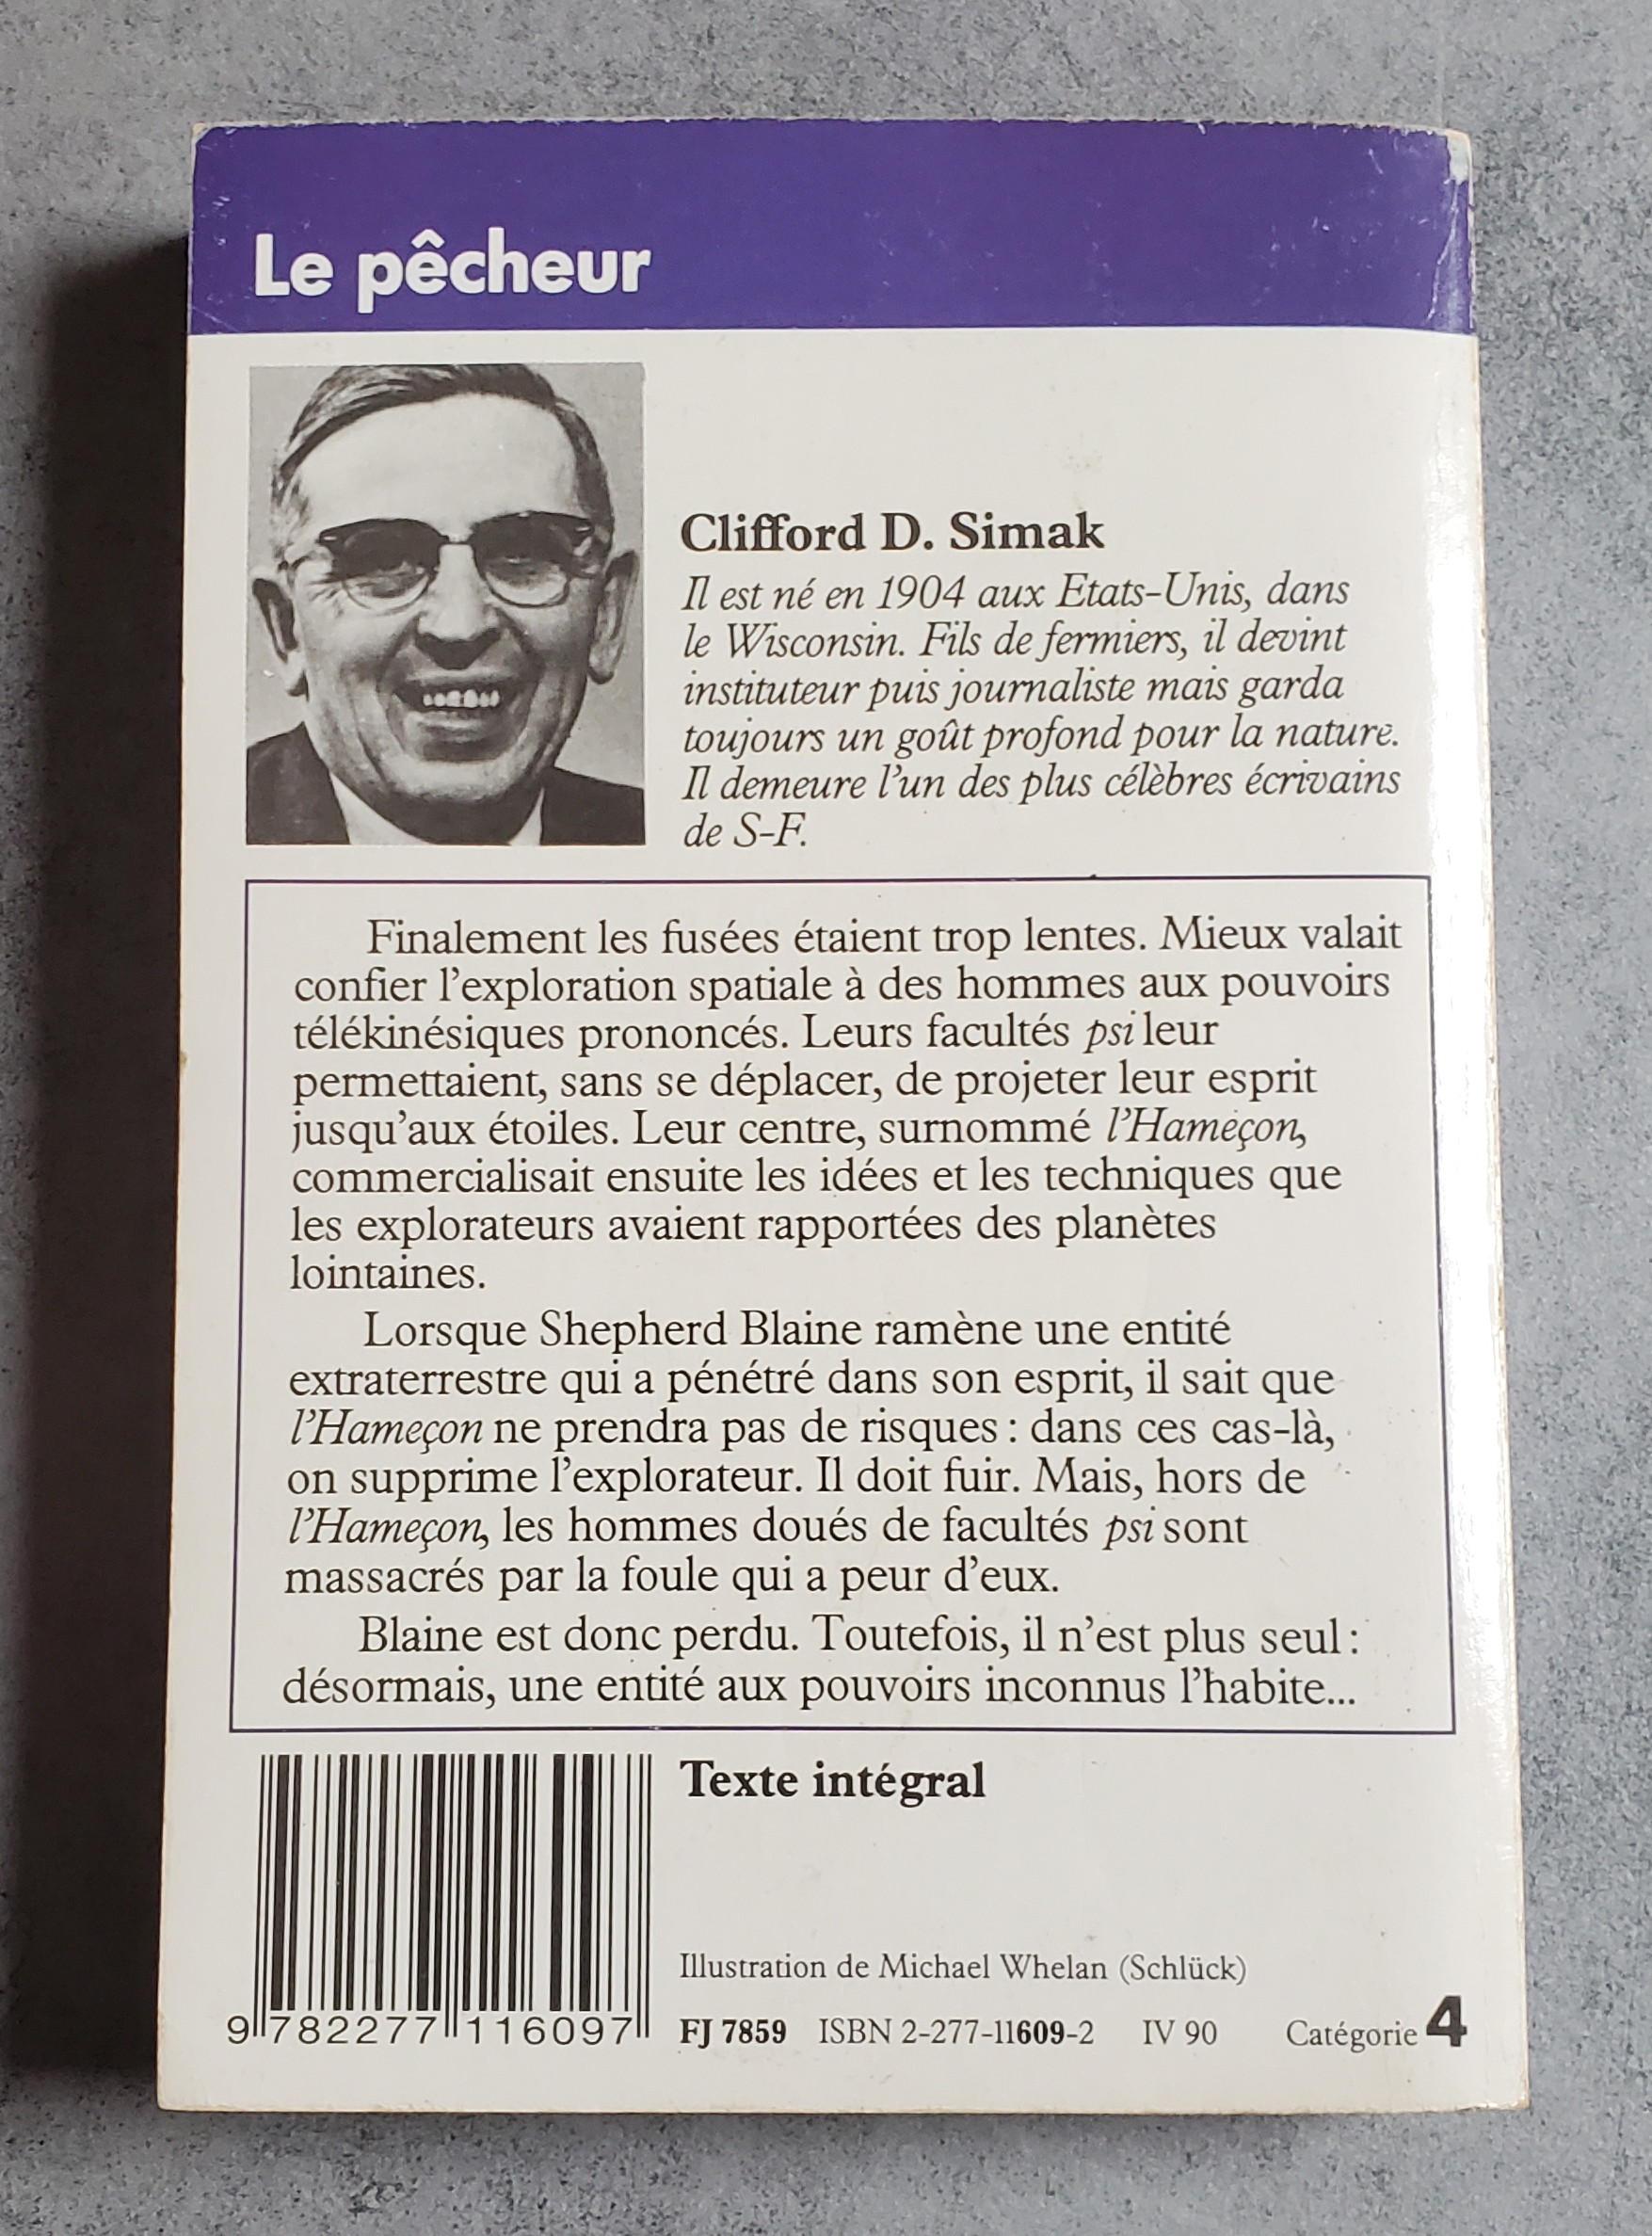 Le pêcheur
Clifford D. Simak
Il est né en 1904 aux Etats-Unis, dans
le Wisconsin. Fils de fermiers, il devint
instituteur puis journaliste mais garda
toujours un goût profond pour la nature.
Il demeure l'un des plus célèbres écrivains
de S-F.
Finalement les fusées étaient trop lentes. Mieux valait
confier l'exploration spatiale à des hommes aux pouvoirs
télékinésiques prononcés. Leurs facultés psi leur
permettaient, sans se déplacer, de projeter leur esprit
jusqu'aux étoiles. Leur centre, surnommé l'Hameçon,
commercialisait ensuite les idées et les techniques que
les explorateurs avaient rapportées des planètes
lointaines.
Lorsque Shepherd Blaine ramène une entité
extraterrestre qui a pénétré dans son esprit, il sait que
l'Hameçon ne prendra pas de risques : dans ces cas-là,
on supprime l'explorateur. Il doit fuir. Mais, hors de
l'Hameçon, les hommes doués de facultés psi sont
massacrés par la foule qui a peur d'eux.
Blaine est donc perdu. Toutefois, il n'est plus seul :
désormais, une entité aux pouvoirs inconnus l'habite...
Texte intégral
Illustration de Michael Whelan (Schlück)
9 782277 116097
FJ 7859 ISBN 2-277-11609-2 IV 90 Catégorie 4